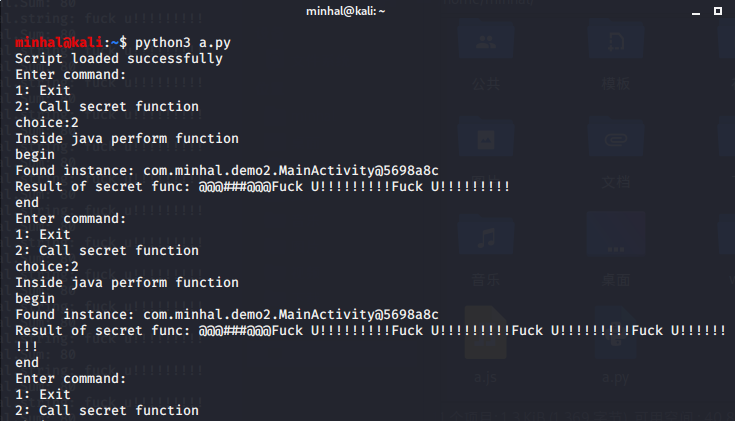 minhal@kali: ~
minhal@kali:~$ python3 a.py
Script loaded successfully
Enter command:
1: Exit
2: Call secret function
choice:2
Inside java perform function
begin
Found instance: com.minhal.demo2.MainActivity@5698a8c
Result of secret func: @@@###@@@Fuck U!!!!!!!!!Fuck U!!!!!!!!!
end
Enter command:
1: Exit
2: Call secret function
choice:2
Inside java perform function
begin
Found instance: com.minhal.demo2.MainActivity@5698a8c
Result of secret func: @@@###@@@Fuck U!!!!!!!!!Fuck U!!!!!!!!!Fuck U!!!!!!!!!Fuck U!!!!!!
!!!
end
Enter command:
1: Exit
2: Call secret function
公共
模板
文档
音乐
桌面
a.js
a.py